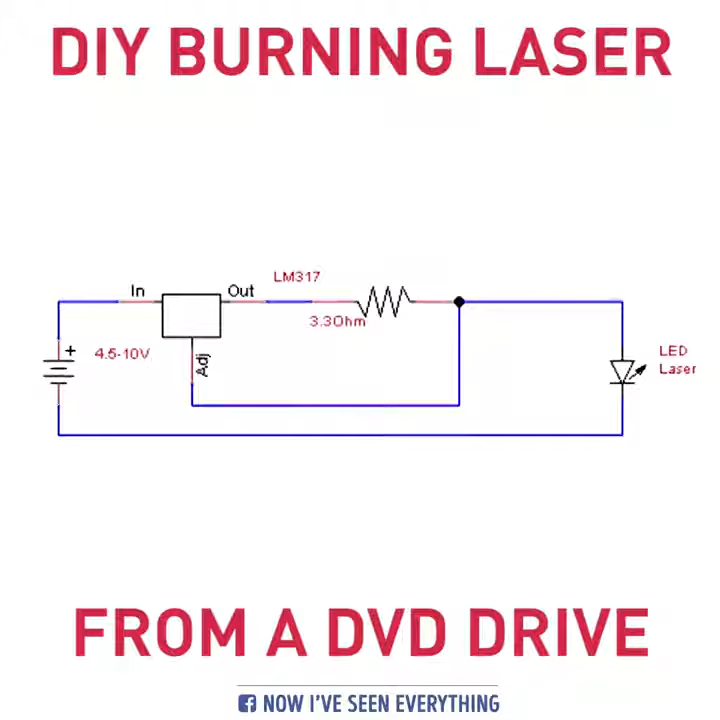 DIY BURNING LASER
In
Out
LM317
3.3Ohm
+
4.5-10V
Adj
LED
Laser
FROM A DVD DRIVE
NOW I'VE SEEN EVERYTHING